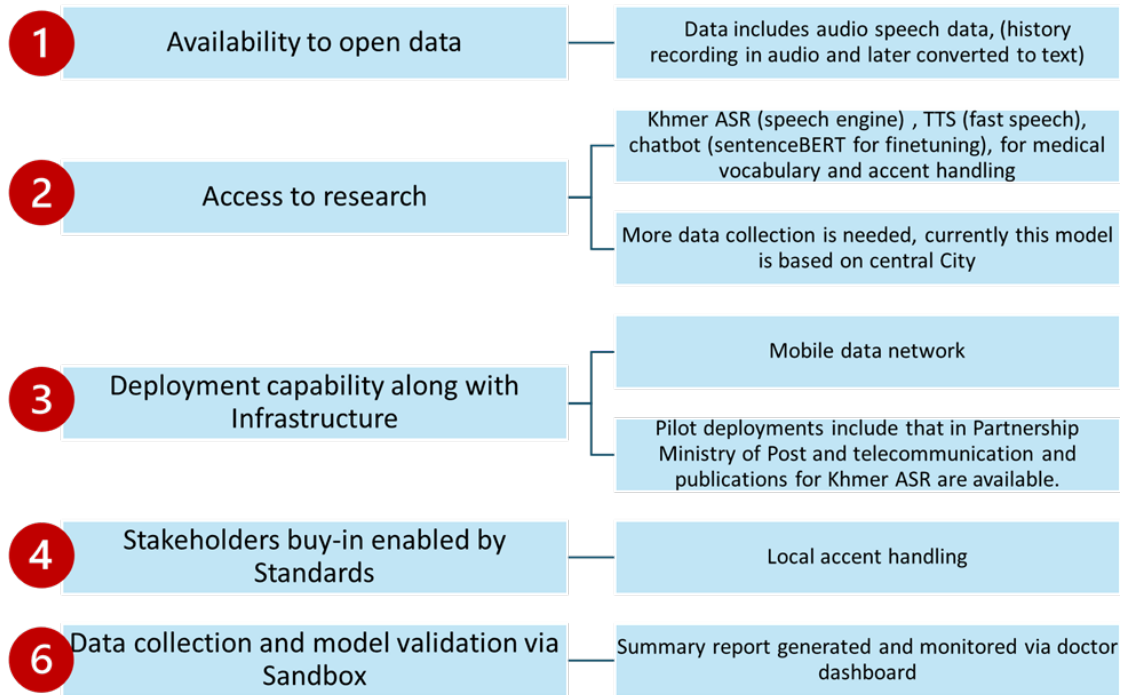 1
Availability to open data
Data includes audio speech data, (history
recording in audio and later converted to text)
2
Access to research
Khmer ASR (speech engine) , TTS (fast speech),
chatbot (sentenceBERT for finetuning), for medical
vocabulary and accent handling
More data collection is needed, currently this model
is based on central City
3
Deployment capability along with
Infrastructure
Mobile data network
Pilot deployments include that in Partnership
Ministry of Post and telecommunication and
publications for Khmer ASR are available.
4
Stakeholders buy-in enabled by
Standards
Local accent handling
6
Data collection and model validation via
Sandbox
Summary report generated and monitored via doctor
dashboard